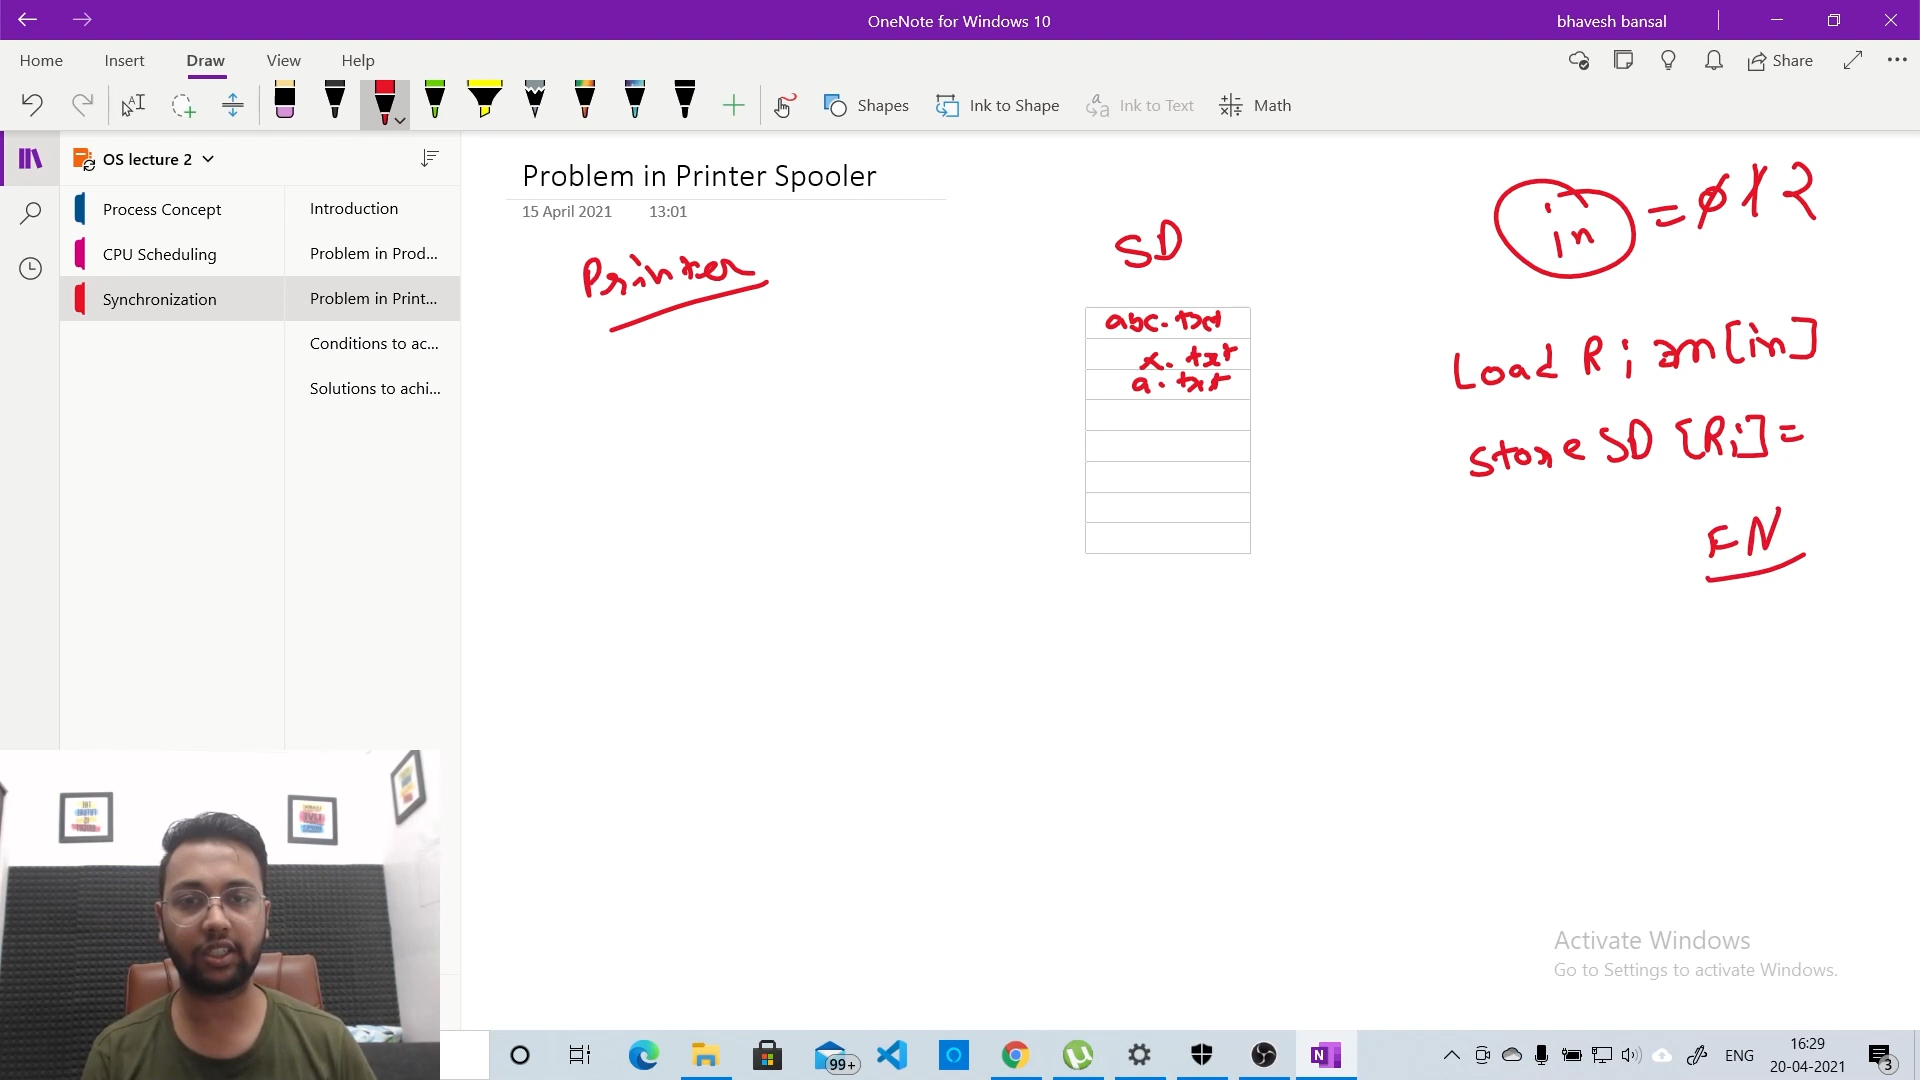 OneNote for Windows 10
bhavesh bansal
Home Insert Draw View Help
Share
Shapes Ink to Shape Ink to Text Math
OS lecture 2
Process Concept
CPU Scheduling
Synchronization
Introduction
Problem in Prod...
Problem in Print...
Conditions to ac...
Solutions to achi...
Problem in Printer Spooler
15 April 2021 13:01
Printer
SD
abc.txt
x.txt
a.txt
in = 0 1 2
Load Ri m[in]
Store SD [Ri] =
FN
Activate Windows
Go to Settings to activate Windows.
99+
ENG
16:29
20-04-2021
3